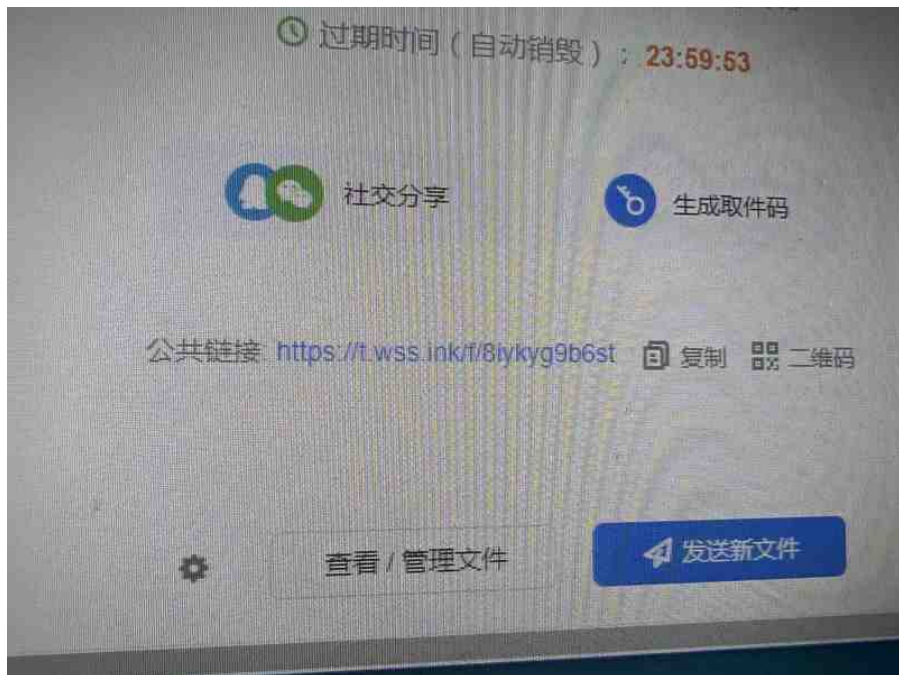 过期时间（自动销毁）：23:59:53
社交分享 生成取件码
公共链接 https://t.wss.ink/f/8iykyg9b6st 复制 二维码
查看 / 管理文件 发送新文件